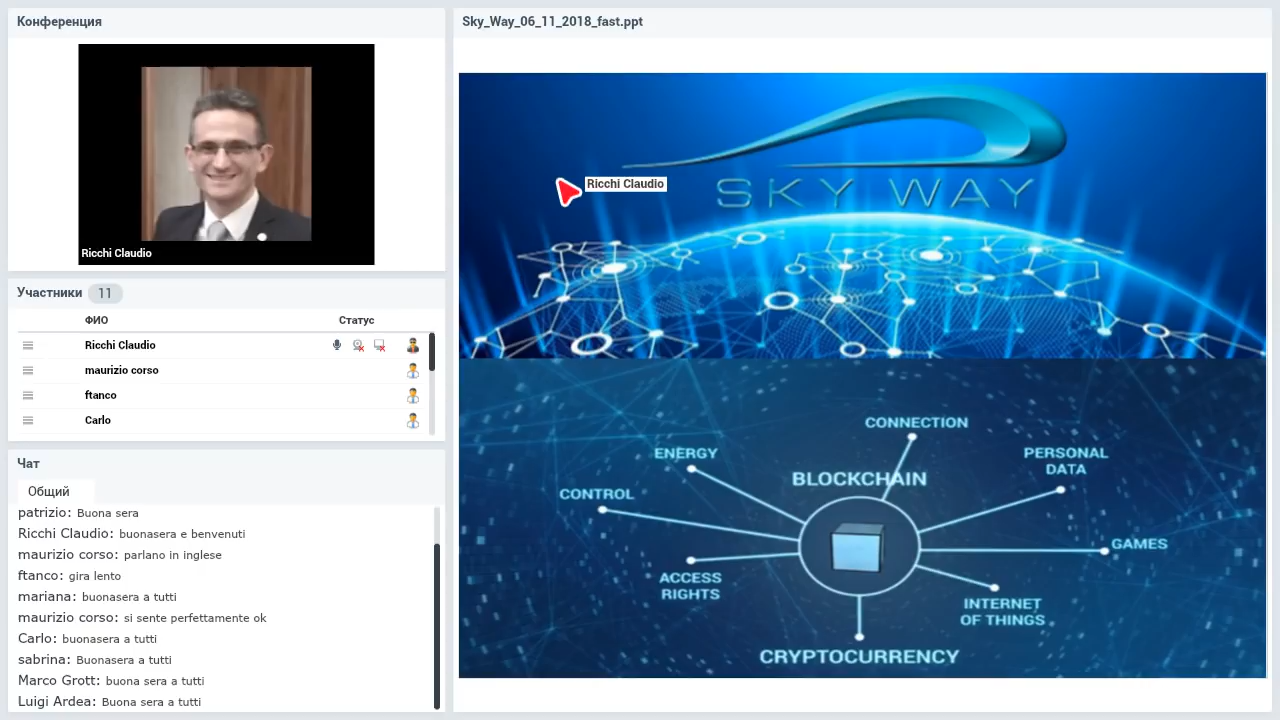 Конференция
Ricchi Claudio
Участники 11
ФИО Статус
Ricchi Claudio
maurizio corso
ftanco
Carlo
Чат
Общий
patrizio: Buona sera
Ricchi Claudio: buonasera e benvenuti
maurizio corso: parlano in inglese
ftanco: gira lento
mariana: buonasera a tutti
maurizio corso: si sente perfettamente ok
Carlo: buonasera a tutti
sabrina: Buonasera a tutti
Marco Grott: buona sera a tutti
Luigi Ardea: Buona sera a tutti
Sky_Way_06_11_2018_fast.ppt
Ricchi Claudio
SKY WAY
CONNECTION
ENERGY
PERSONAL
DATA
BLOCKCHAIN
CONTROL
GAMES
ACCESS
RIGHTS
INTERNET
OF THINGS
CRYPTOCURRENCY